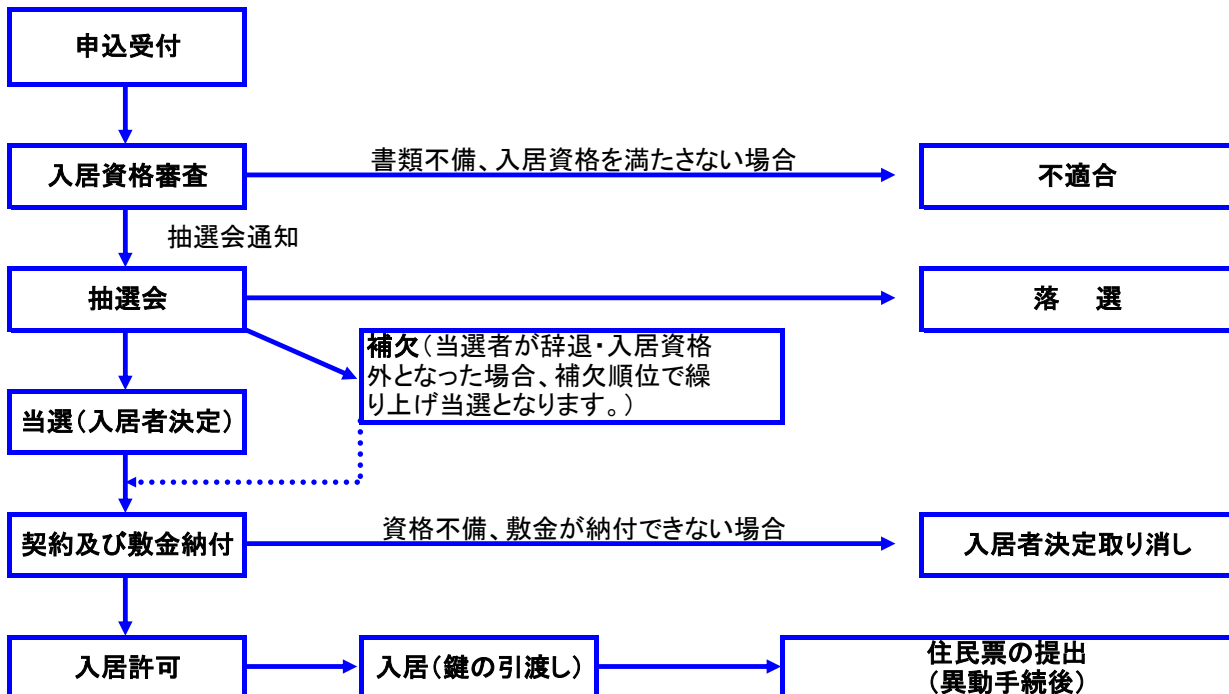 申込受付
入居資格審査
書類不備、入居資格を満たさない場合
不適合
抽選会通知
抽選会
落　選
補欠(当選者が辞退・入居資格
外となった場合、補欠順位で繰
り上げ当選となります。)
当選(入居者決定)
契約及び敷金納付
資格不備、敷金が納付できない場合
入居者決定取り消し
入居許可
入居(鍵の引渡し)
住民票の提出
(異動手続後)